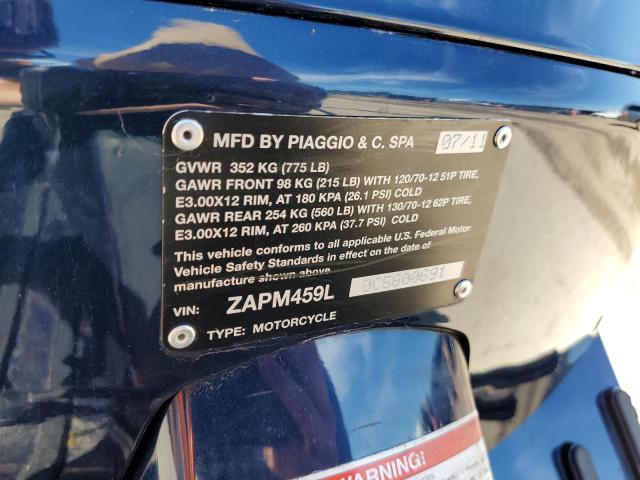 MFD BY PIAGGIO & C. SPA 07/11
GVWR 352 KG (775 LB)
GAWR FRONT 98 KG (215 LB) WITH 120/70-12 51P TIRE,
E3.00X12 RIM, AT 180 KPA (26.1 PSI) COLD
GAWR REAR 254 KG (560 LB) WITH 130/70-12 62P TIRE,
E3.00X12 RIM, AT 260 KPA (37.7 PSI) COLD
This vehicle conforms to all applicable U.S. Federal Motor
Vehicle Safety Standards in effect on the date of
manufacture shown above
VIN: ZAPM459L 0C5800691
TYPE: MOTORCYCLE
WARNING: